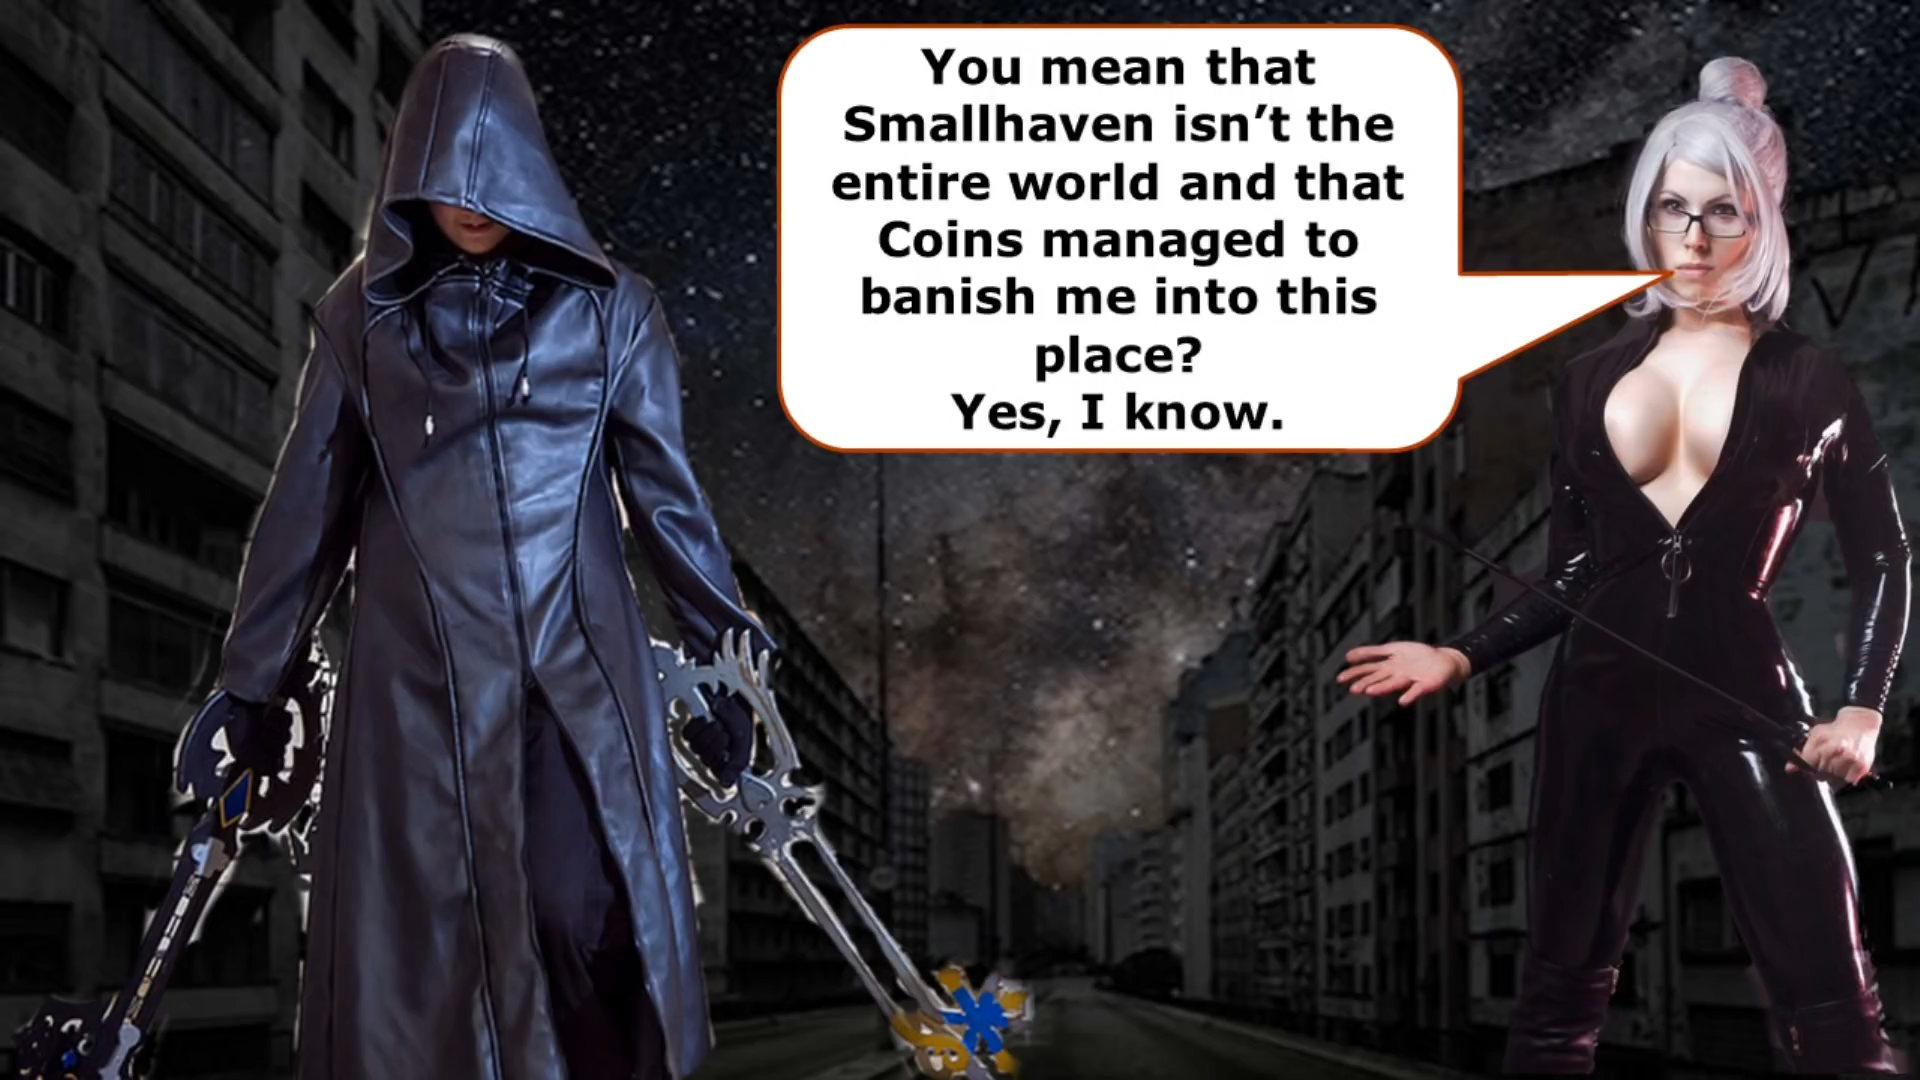 You mean that
Smallhaven isn’t the
entire world and that
Coins managed to
banish me into this
place?
Yes, I know.